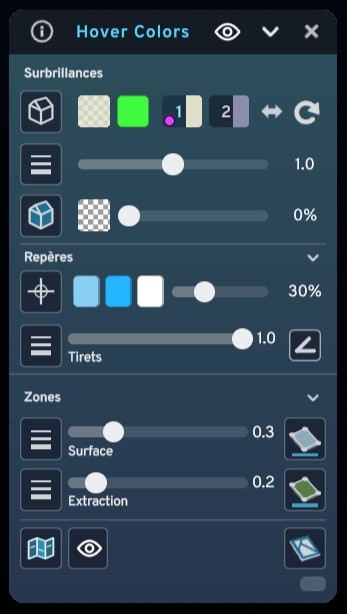 Hover Colors
Surbrillances
1 2
1.0
0%
Repères
30%
1.0
Tirets
Zones
0.3
Surface
0.2
Extraction